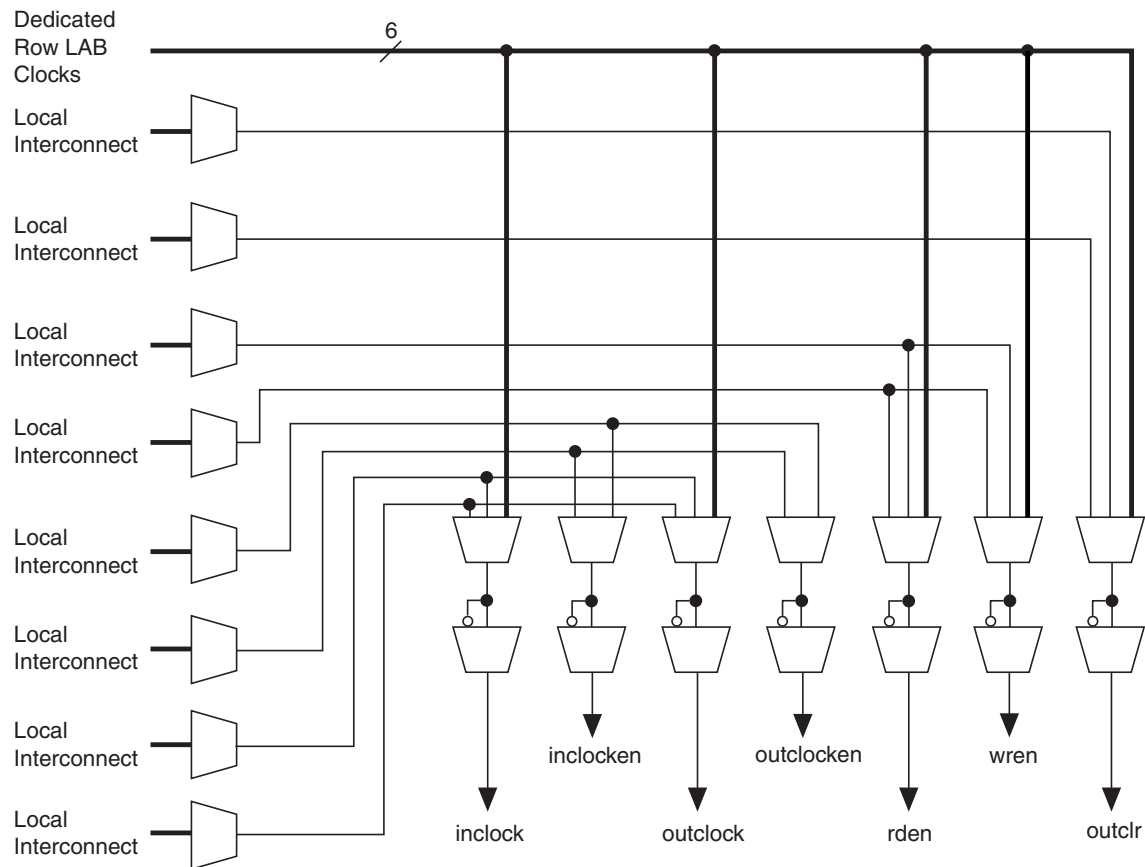 Dedicated
Row LAB
Clocks
6
Local
Interconnect
Local
Interconnect
Local
Interconnect
Local
Interconnect
Local
Interconnect
Local
Interconnect
Local
Interconnect
Local
Interconnect
inclocken
outclocken
wren
inclock
outclock
rden
outclr